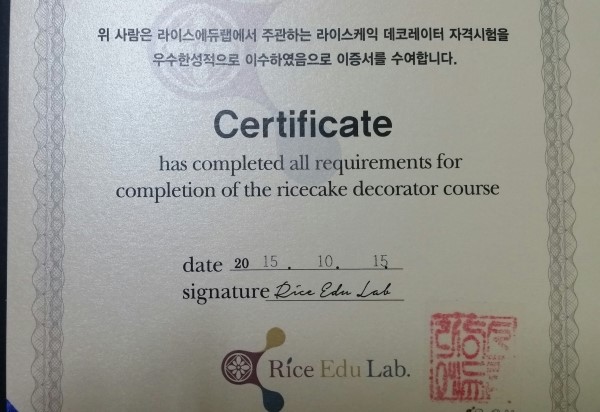 위 사람은 라이스에듀랩에서 주관하는 라이스케익 데코레이터 자격시험을
우수한성적으로 이수하였음으로 이증서를 수여합니다.
Certificate
has completed all requirements for
completion of the ricecake decorator course
date 20 15. 10. 15
signature Rice Edu Lab
Rice Edu Lab.